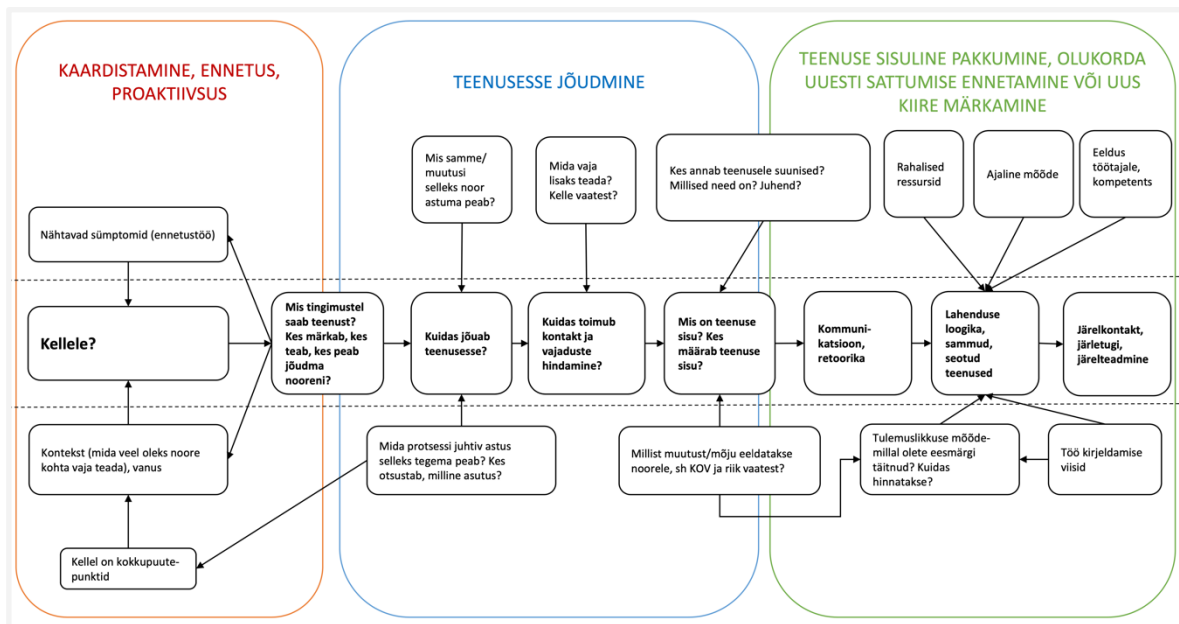 KAARDISTAMINE, ENNETUS,
PROAKTIIVSUS
TEENUSESSE JÕUDMINE
TEENUSE SISULINE PAKKUMINE, OLUKORDA
UUESTI SATTUMISE ENNETAMINE VÕI UUS
KIIRE MÄRKAMINE
Mis samme/
muutusi
selleks noor
astuma peab?
Mida vaja
lisaks teada?
Kelle vaatest?
Kes annab teenusele suunised?
Millised need on? Juhend?
Rahalised
ressursid
Ajaline mõõde
Eeldus
töötajale,
kompetents
Nähtavad sümptomid (ennetustöö)
Kellele?
Mis tingimustel
saab teenust?
Kes märkab, kes
teab, kes peab
jõudma
nooreni?
Kuidas jõuab
teenusesse?
Kuidas toimub
kontakt ja
vajaduste
hindamine?
Mis on teenuse
sisu? Kes
määrab teenuse
sisu?
Kommuni-
katsioon,
retoorika
Lahenduse
loogika,
sammud,
seotud
teenused
Järelkontakt,
järletugi,
järelteadmine
Kontekst (mida veel oleks noore
kohta vaja teada), vanus
Mida protsessi juhtiv astus
selleks tegema peab? Kes
otsustab, milline asutus?
Millist muutust/mõju eeldatakse
noorele, sh KOV ja riik vaatest?
Tulemuslikkuse mõõde-
millal olete eesmärgi
täitnud? Kuidas
hinnatakse?
Töö kirjeldamise
viisid
Kellel on kokkupuute-
punktid